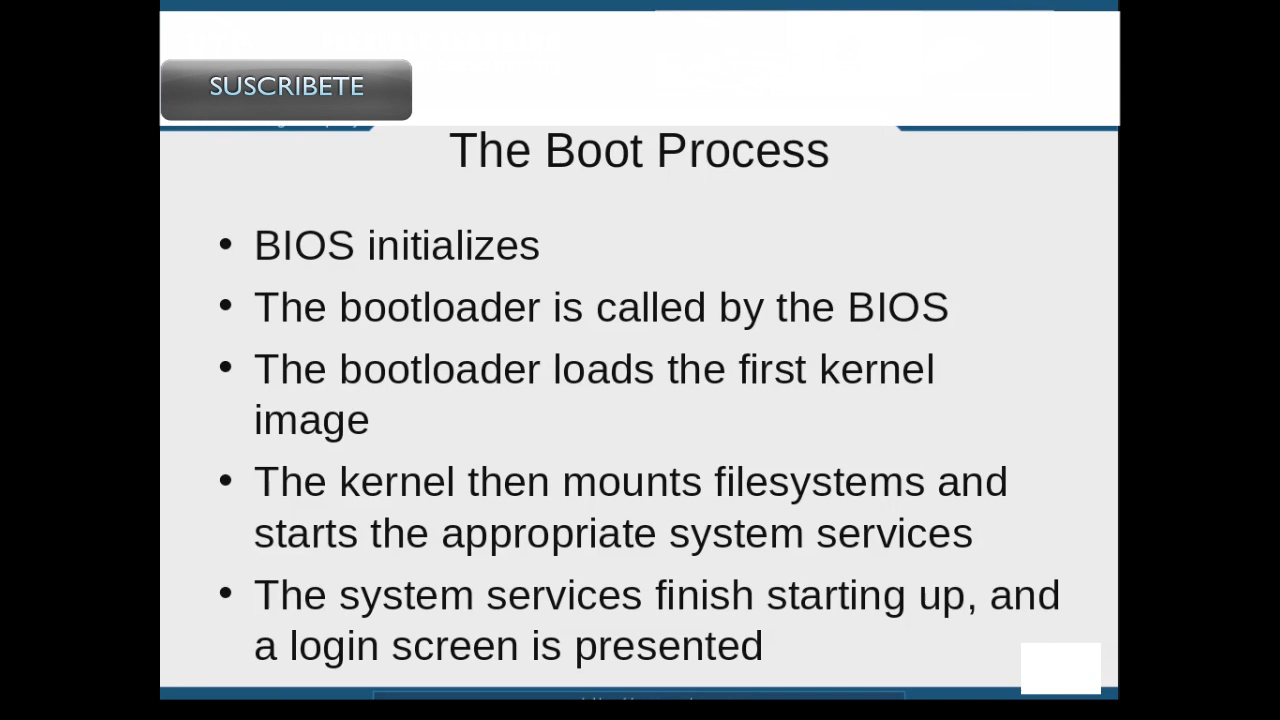 SUSCRIBETE
The Boot Process
• BIOS initializes
• The bootloader is called by the BIOS
• The bootloader loads the first kernel
image
• The kernel then mounts filesystems and
starts the appropriate system services
• The system services finish starting up, and
a login screen is presented